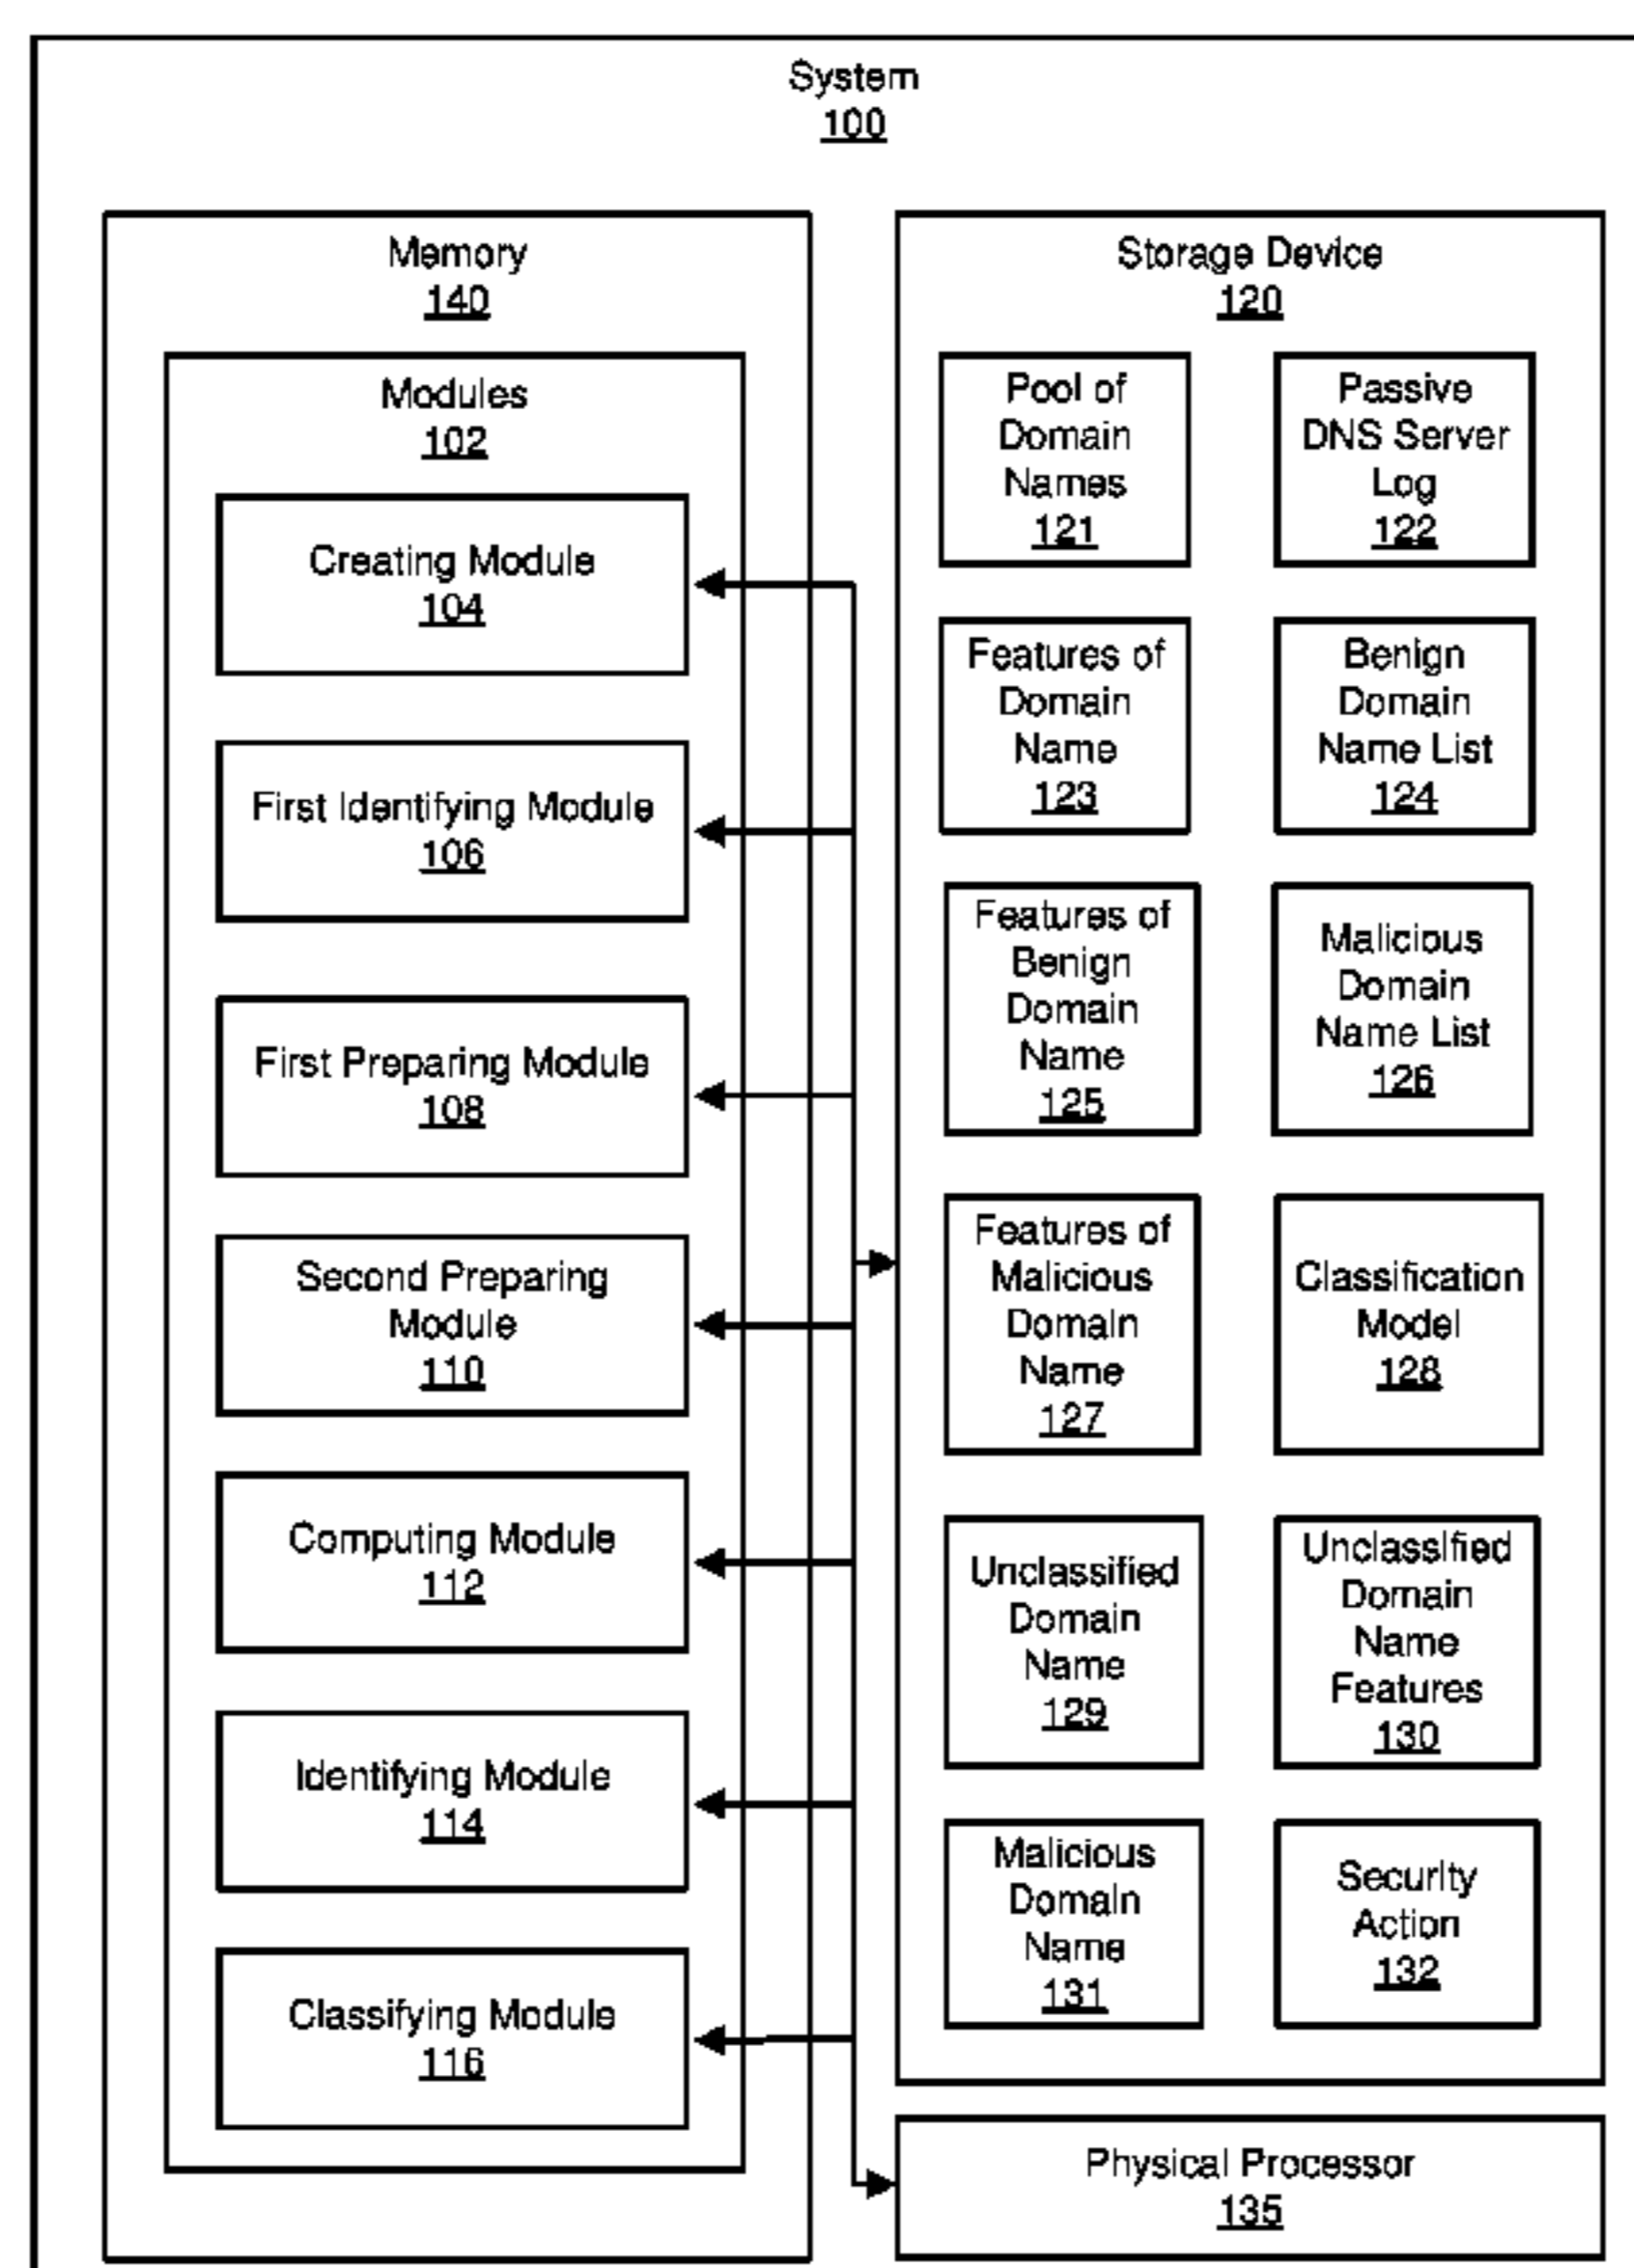 System
100
Memory
140
Modules
102
Creating Module
104
First Identifying Module
106
First Preparing Module
108
Second Preparing
Module
110
Computing Module
112
Identifying Module
114
Classifying Module
116
Storage Device
120
Pool of
Domain
Names
121
Passive
DNS Server
Log
122
Features of
Domain
Name
123
Benign
Domain
Name List
124
Features of
Benign
Domain
Name
125
Malicious
Domain
Name List
126
Features of
Malicious
Domain
Name
127
Classification
Model
128
Unclassified
Domain
Name
129
Unclassified
Domain
Name
Features
130
Malicious
Domain
Name
131
Security
Action
132
Physical Processor
135